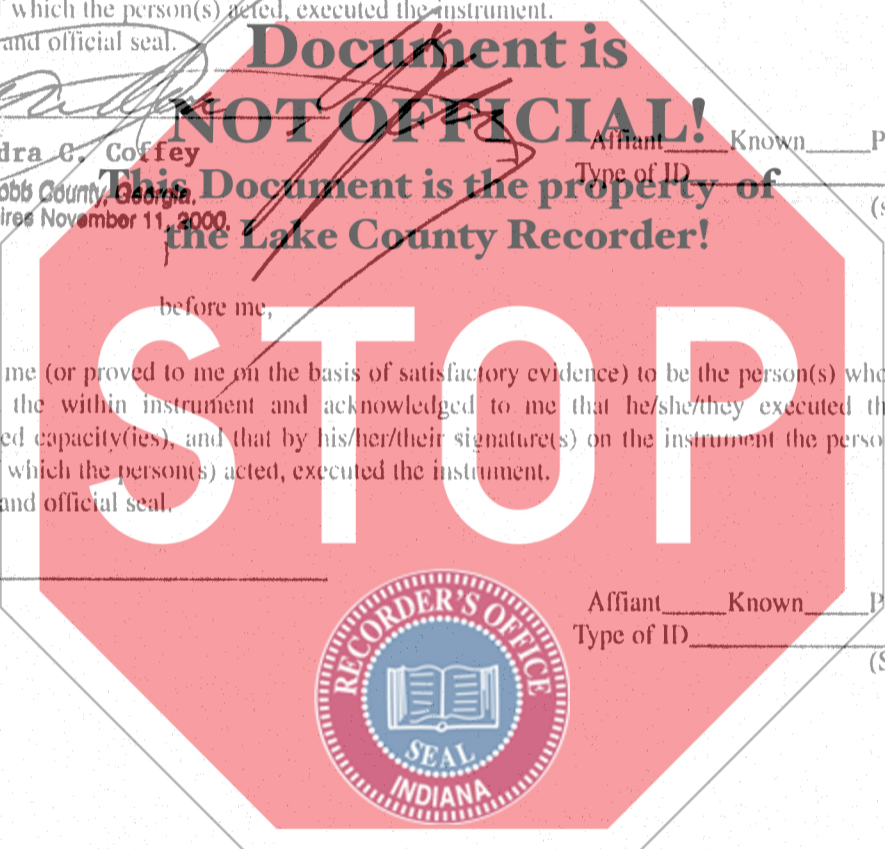 which the person(s) acted, executed the instrument.
and official seal.
Document is
NOT OFFICIAL!
Affiant_____Known_____P
dra C. Coffey
Type of ID
This Document is the property of
obb County, Georgia.
ires November 11, 2000.
(s
the Lake County Recorder!
before me,
STOP
me (or proved to me on the basis of satisfactory evidence) to be the person(s) who
the within instrument and acknowledged to me that he/she/they executed th
ed capacity(ies), and that by his/her/their signature(s) on the instrument the perso
which the person(s) acted, executed the instrument.
and official seal.
Affiant_____Known_____P
Type of ID
(S
RECORDER'S OFFICE
SEAL
INDIANA